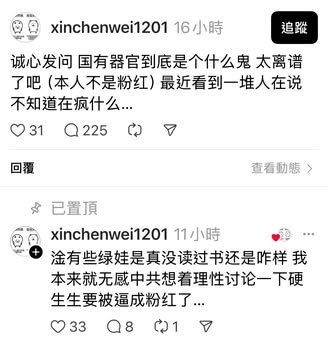 xinchenwei1201 16小時
追蹤
诚心发问 国有器官到底是个什么鬼 太离谱
了吧（本人不是粉红）最近看到一堆人在说
不知道在疯什么...
31 225
回覆
查看動態 >
已置頂
xinchenwei1201 11小時
淦有些绿娃是真没读过书还是咋样 我
本来就无感中共想着理性讨论一下硬
生生要被逼成粉红了...
33 8 1